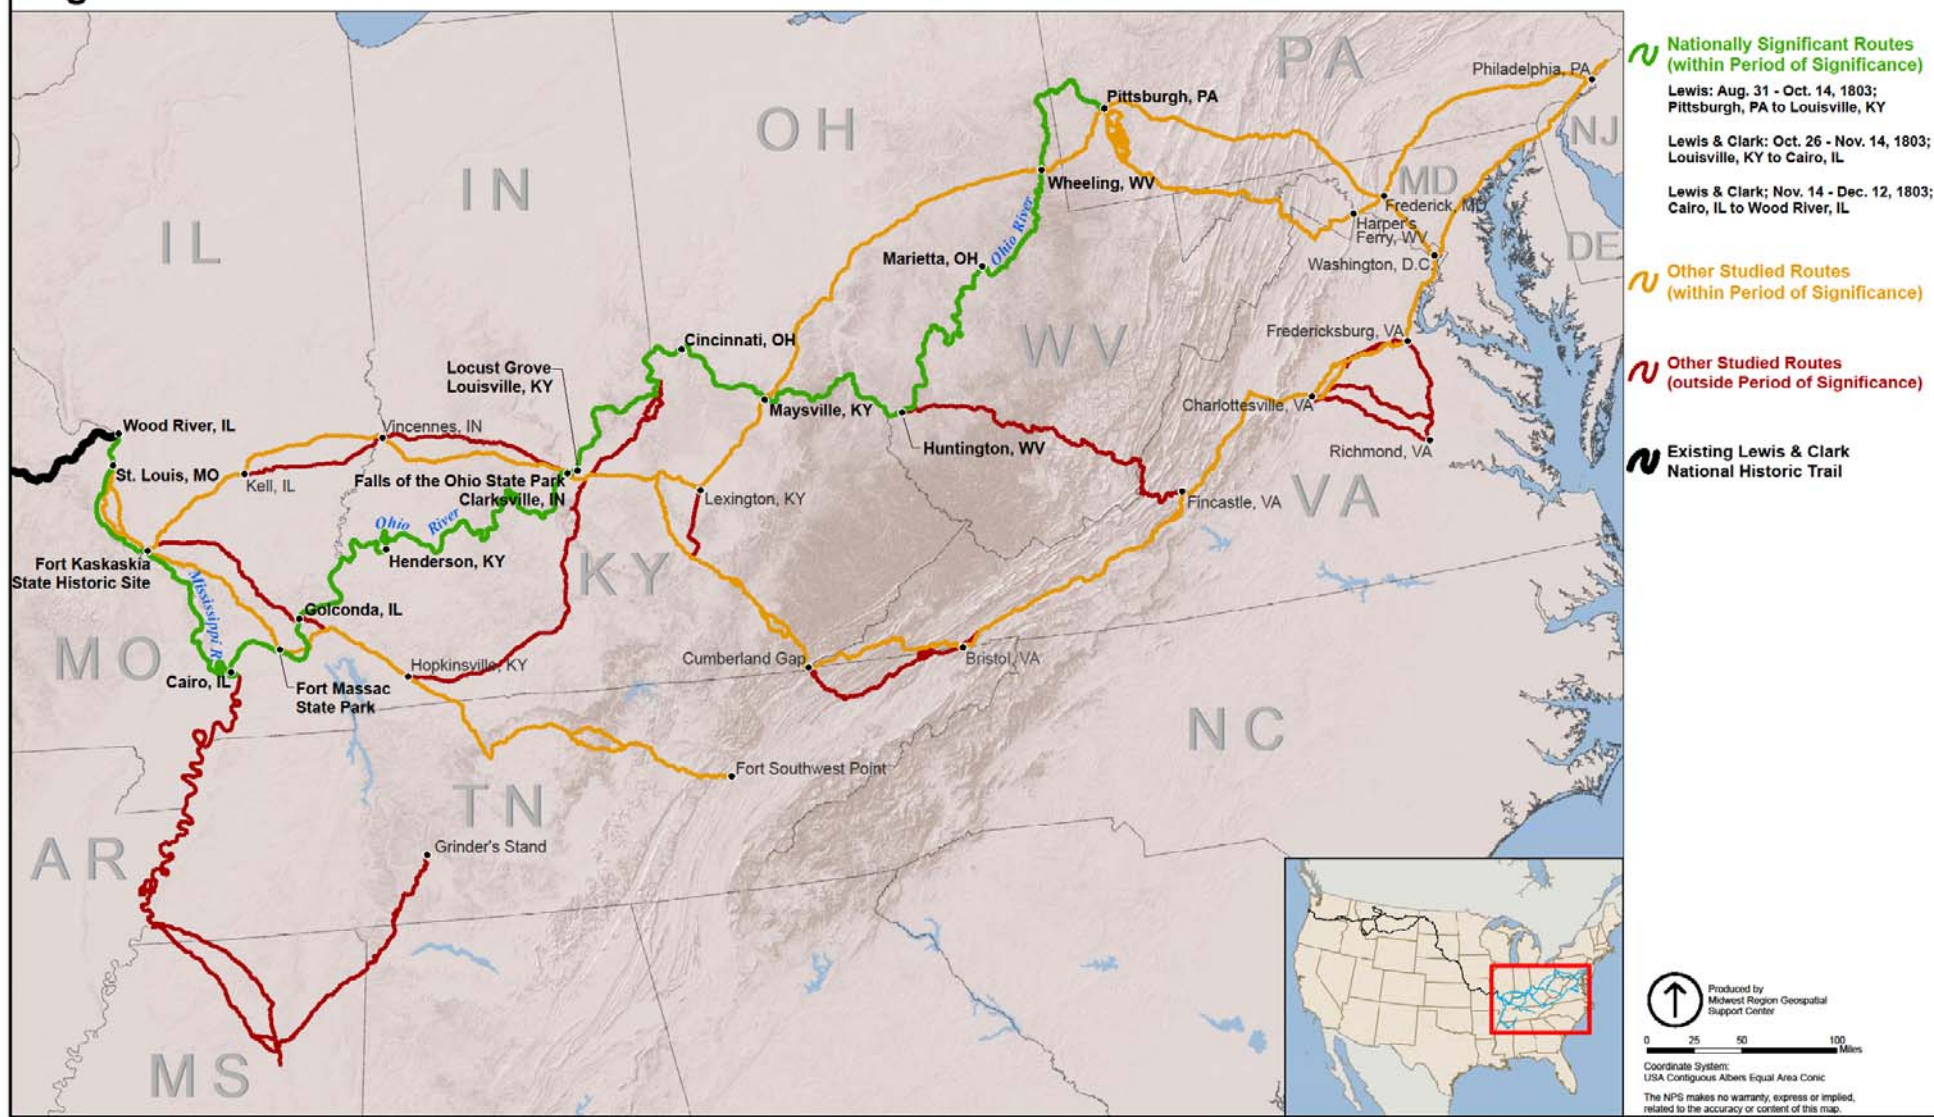 PA
Philadelphia, PA
Pittsburgh, PA
OH
NJ
IN
MD
Wheeling, WV
Frederick, MD
Harper's
Ferry, WV
IL
Ohio River
Marietta, OH
DE
Washington, D.C
Fredericksburg, VA
WV
Cincinnati, OH
Locust Grove
Louisville, KY
Charlottesville, VA
Maysville, KY
Wood River, IL
Vincennes, IN
Huntington, WV
Richmond, VA
St. Louis, MO
Kell, IL
Falls of the Ohio State Park
Clarksville, IN
Lexington, KY
Fincastle, VA
VA
Ohio River
Henderson, KY
Fort Kaskaskia
State Historic Site
KY
Mississippi R
Golconda, IL
MO
Cairo, IL
Hopkinsville, KY
Cumberland Gap
Bristol, VA
Fort Massac
State Park
NC
Fort Southwest Point
TN
Grinder's Stand
AR
MS
Nationally Significant Routes
(within Period of Significance)
Lewis: Aug. 31 - Oct. 14, 1803;
Pittsburgh, PA to Louisville, KY
Lewis & Clark: Oct. 26 - Nov. 14, 1803;
Louisville, KY to Cairo, IL
Lewis & Clark; Nov. 14 - Dec. 12, 1803;
Cairo, IL to Wood River, IL
Other Studied Routes
(within Period of Significance)
Other Studied Routes
(outside Period of Significance)
Existing Lewis & Clark
National Historic Trail
Produced by
Midwest Region Geospatial
Support Center
0 25 50 100
Miles
Coordinate System:
USA Contiguous Albers Equal Area Conic
The NPS makes no warranty, express or implied,
related to the accuracy or content of this map.